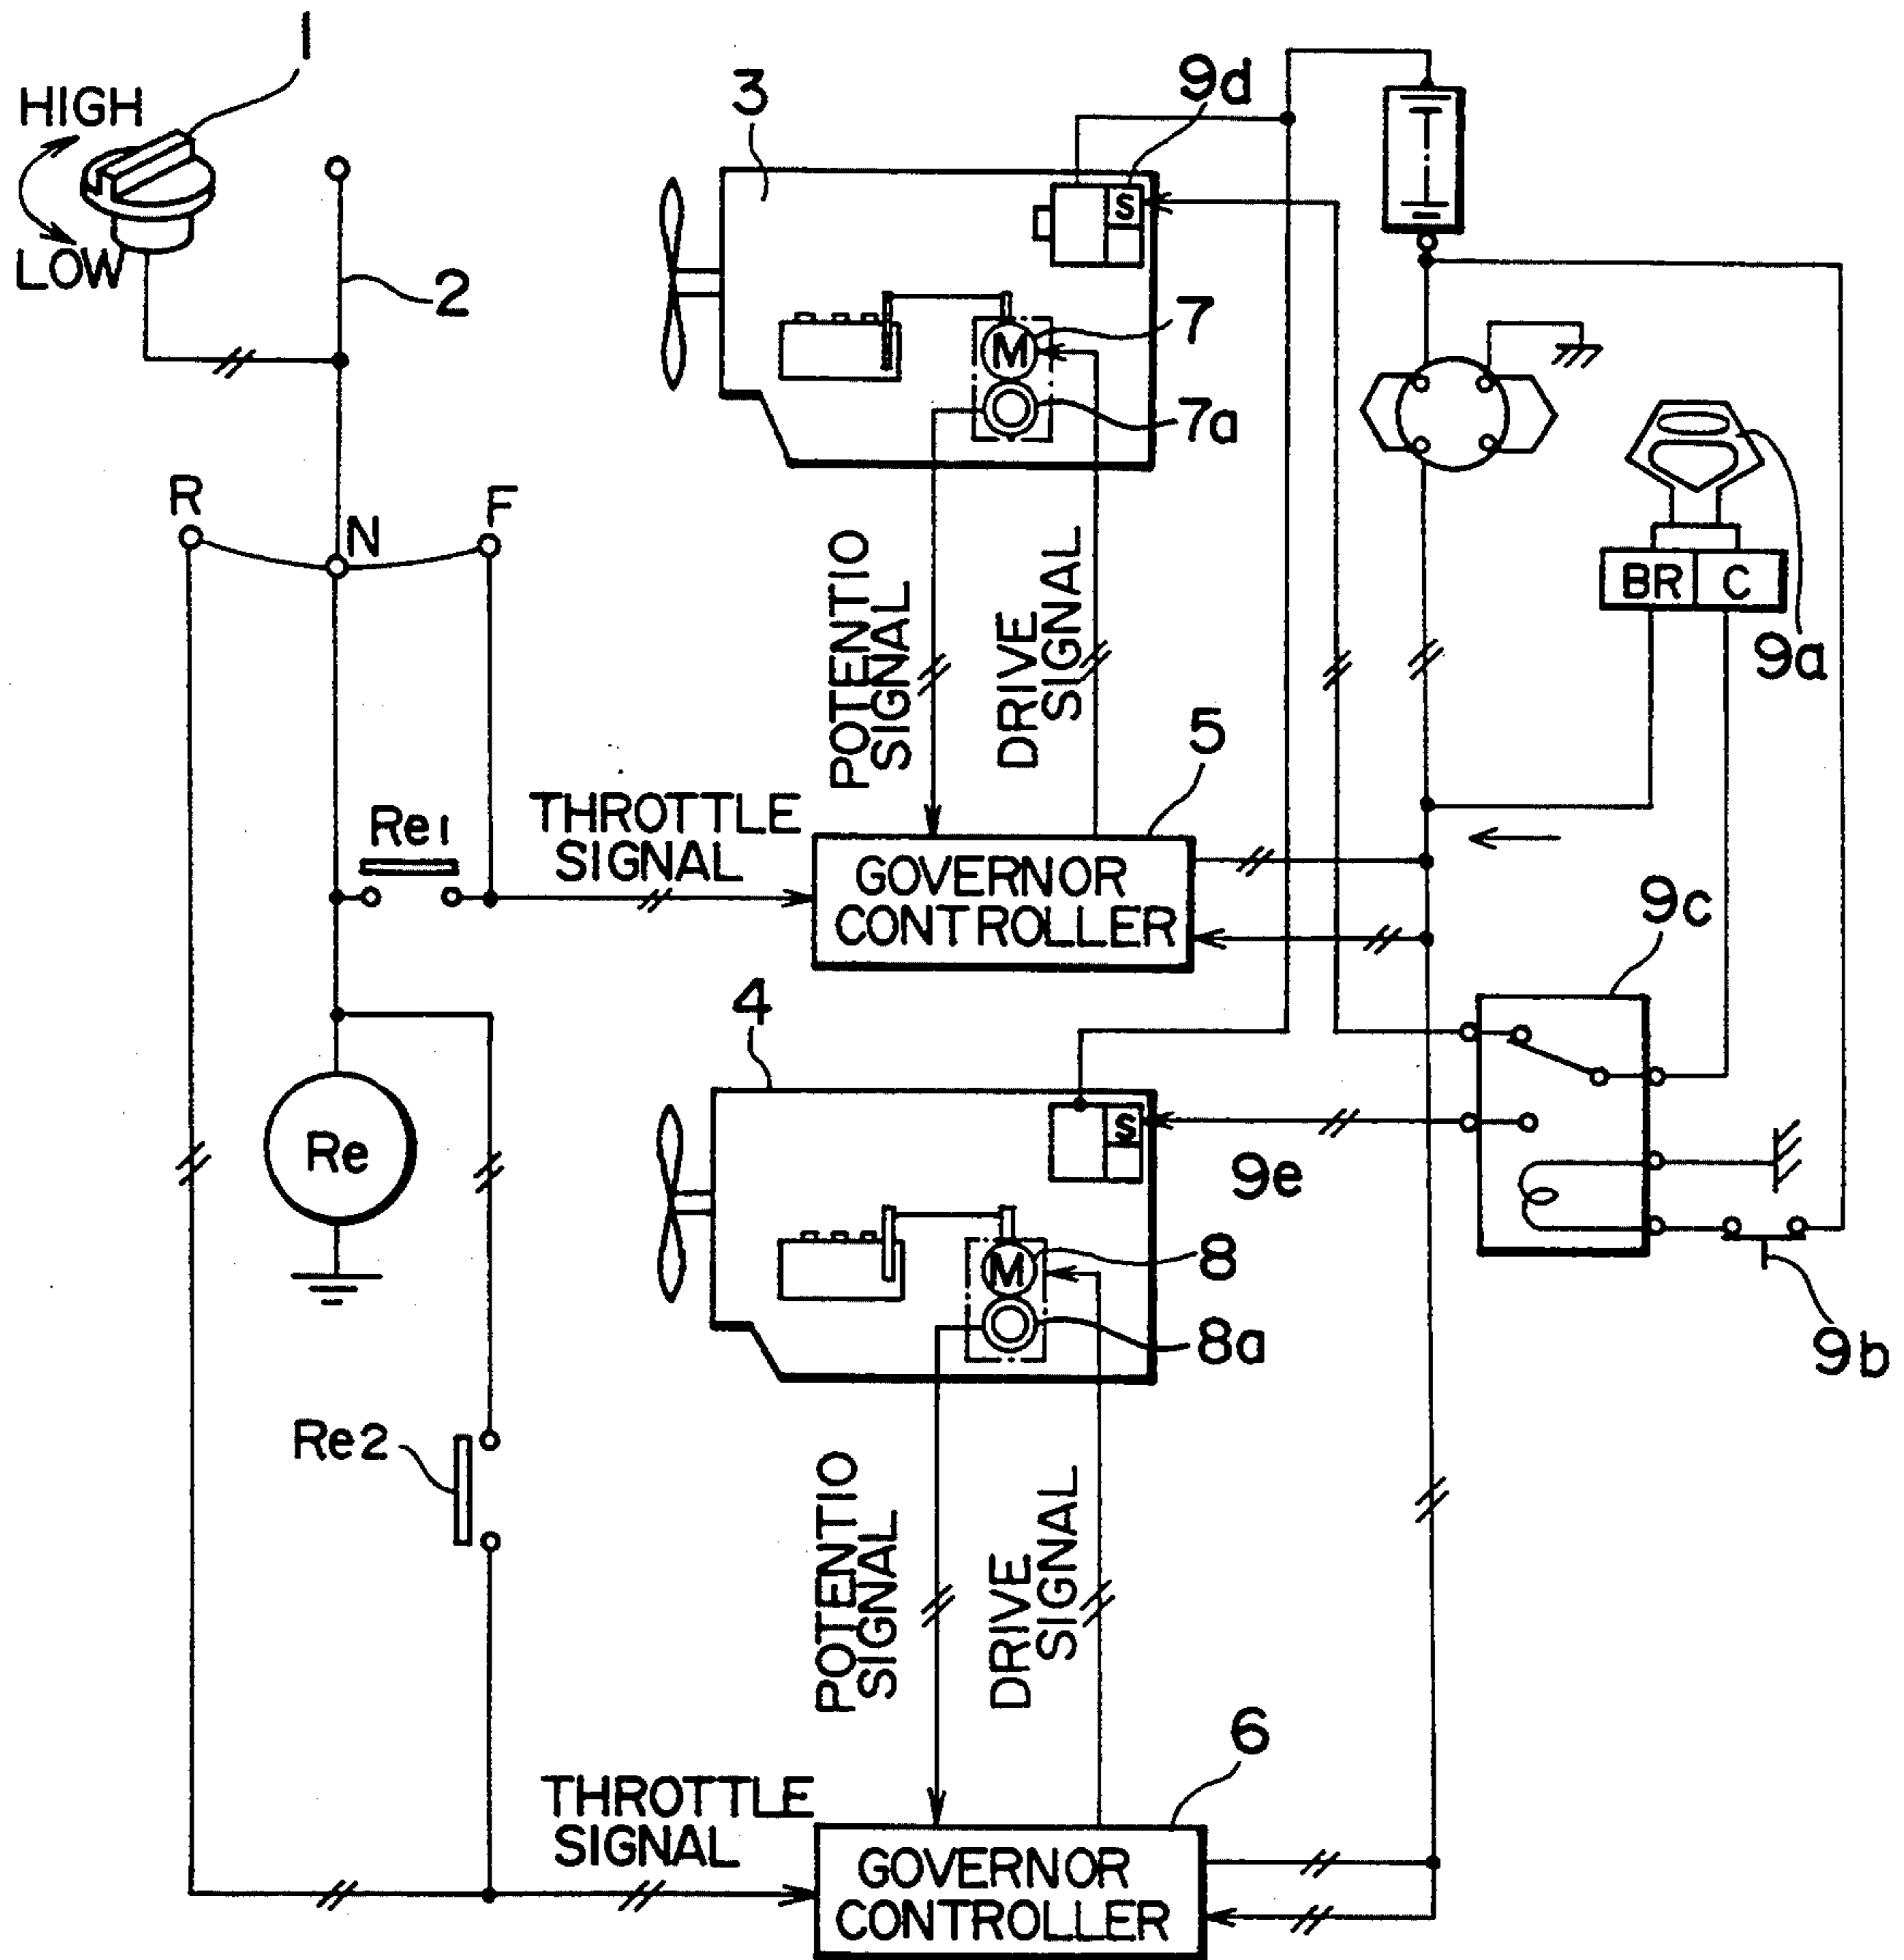 1
HIGH
LOW
2
3
9d
S
M
7
7a
R
N
F
BR
C
9a
POTENTIO
SIGNAL
DRIVE
SIGNAL
5
Re1
THROTTLE
SIGNAL
GOVERNOR
CONTROLLER
9c
4
S
9e
Re
M
8
8a
9b
Re2
POTENTIO
SIGNAL
DRIVE
SIGNAL
6
THROTTLE
SIGNAL
GOVERNOR
CONTROLLER